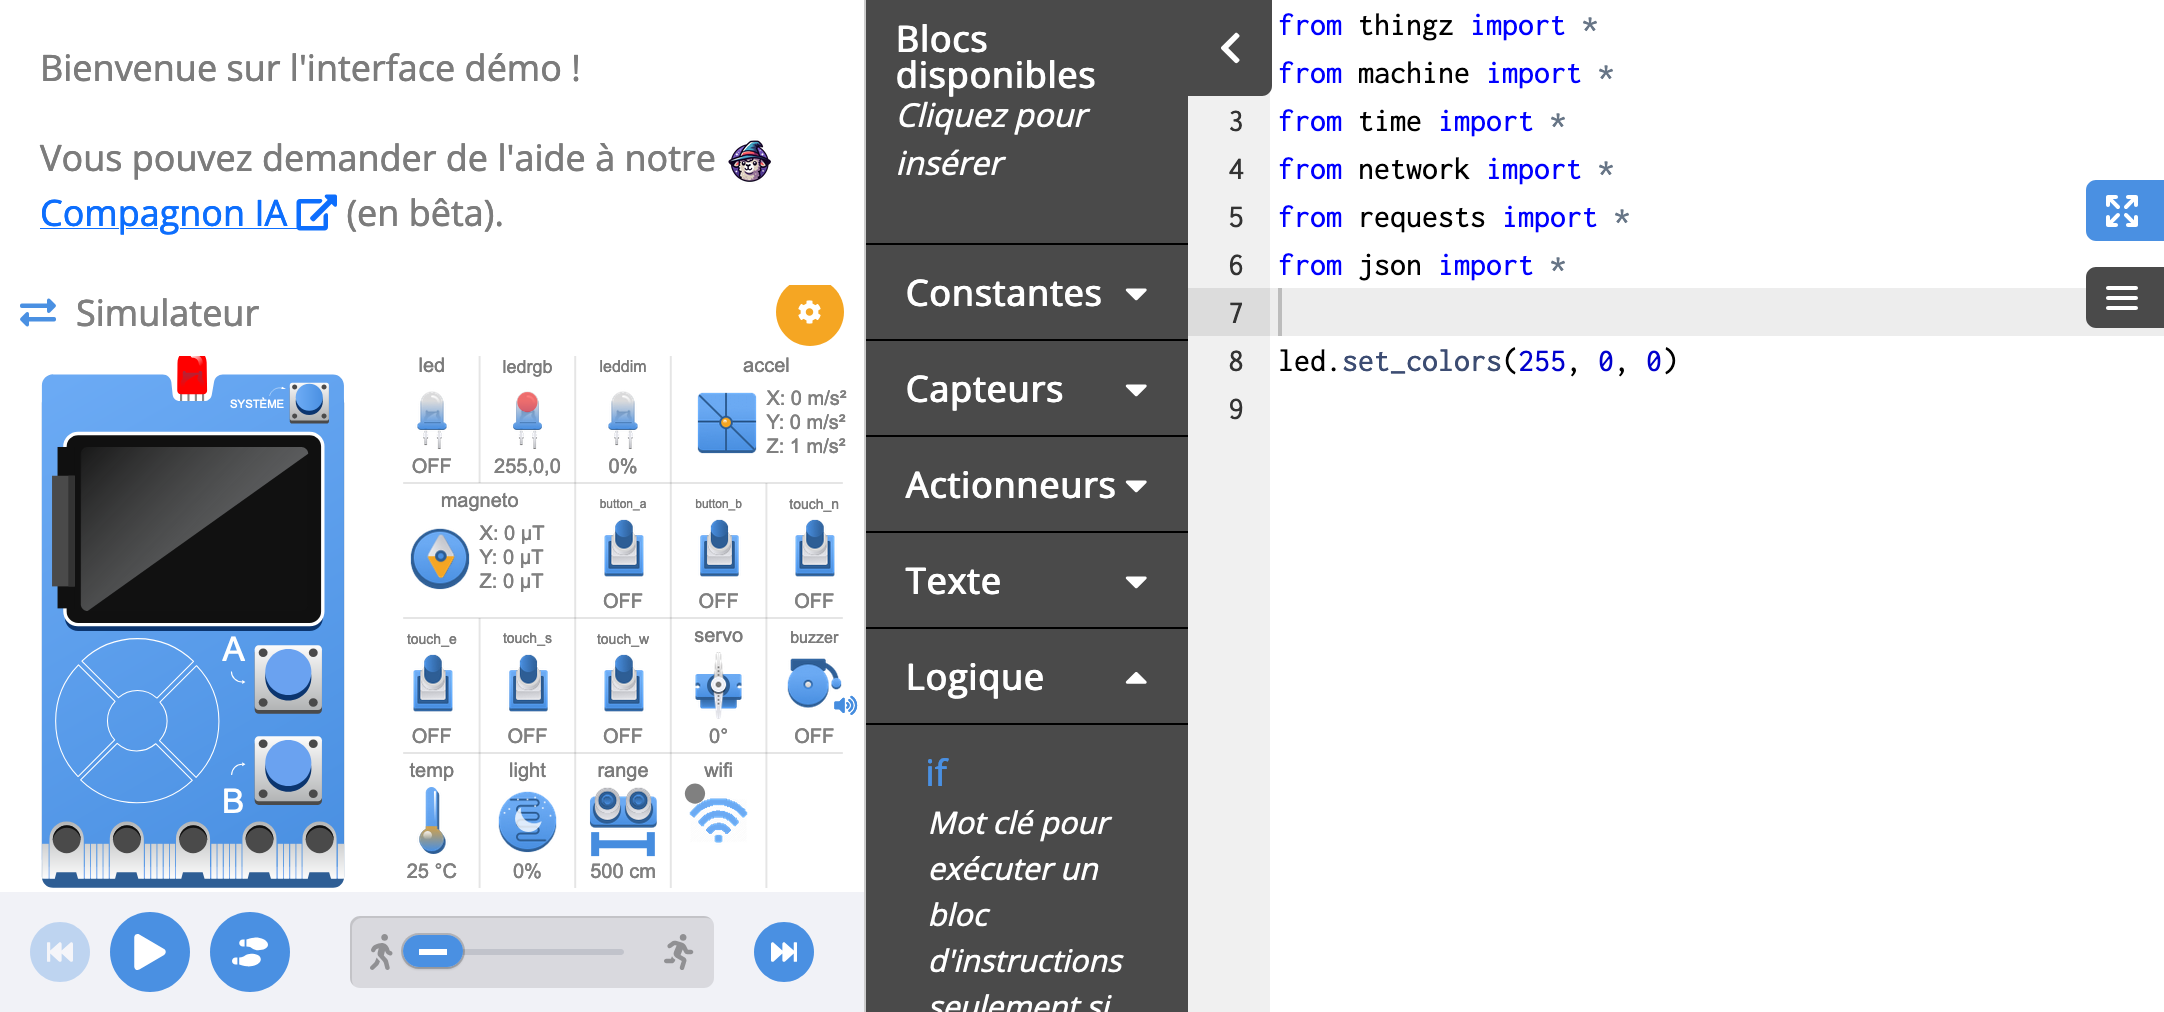 Bienvenue sur l'interface démo !
Vous pouvez demander de l'aide à notre
Compagnon IA (en bêta).
Simulateur
SYSTÈME
A
B
led
OFF
ledrgb
255,0,0
leddim
0%
accel
X: 0 m/s²
Y: 0 m/s²
Z: 1 m/s²
magneto
X: 0 µT
Y: 0 µT
Z: 0 µT
button_a
OFF
button_b
OFF
touch_n
OFF
touch_e
OFF
touch_s
OFF
touch_w
OFF
servo
0°
buzzer
OFF
temp
25 °C
light
0%
range
500 cm
wifi
Blocs
disponibles
Cliquez pour
insérer
Constantes
Capteurs
Actionneurs
Texte
Logique
if
Mot clé pour
exécuter un
bloc
d'instructions
seulement si
from thingz import *
from machine import *
3 from time import *
4 from network import *
5 from requests import *
6 from json import *
7
8 led.set_colors(255, 0, 0)
9